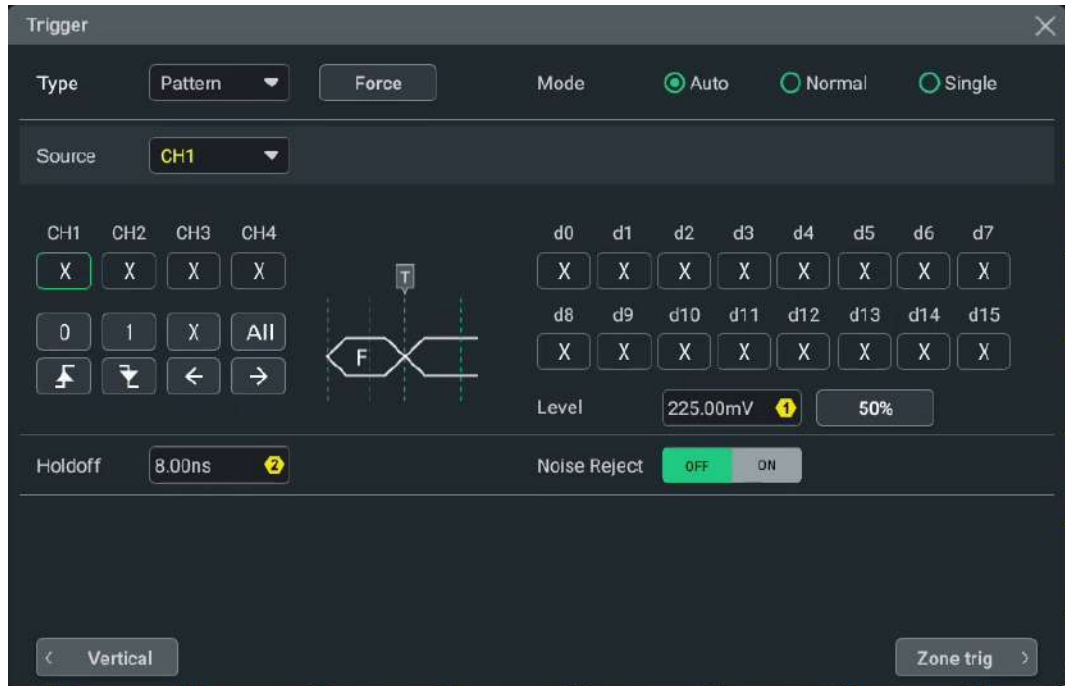 Trigger
Type Pattern Force Mode Auto Normal Single
Source CH1
CH1 CH2 CH3 CH4
X X X X
0 1 X All
T
F
d0 d1 d2 d3 d4 d5 d6 d7
X X X X X X X X
d8 d9 d10 d11 d12 d13 d14 d15
X X X X X X X X
Level 225.00mV 1 50%
Holdoff 8.00ns 2 Noise Reject OFF ON
Vertical Zone trig